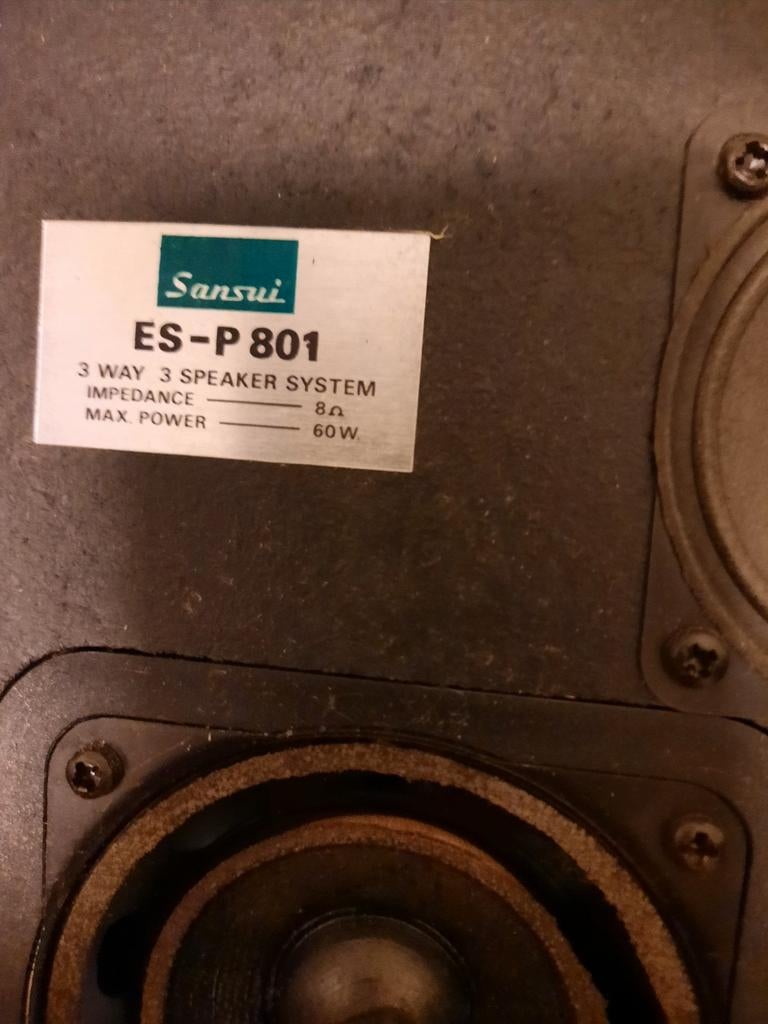 Sansui
ES-P 801
3 WAY 3 SPEAKER SYSTEM
IMPEDANCE 8Ω
MAX. POWER 60W.